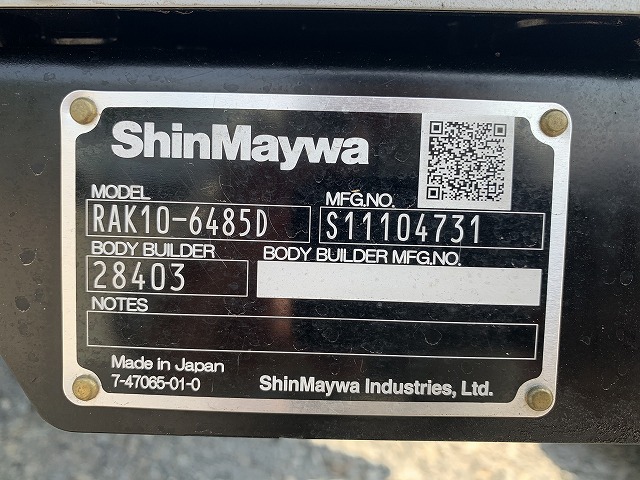 ShinMaywa
MODEL
RAK10-6485D
MFG.NO.
S11104731
BODY BUILDER
28403
BODY BUILDER MFG.NO.
NOTES
Made in Japan
7-47065-01-0
ShinMaywa Industries, Ltd.